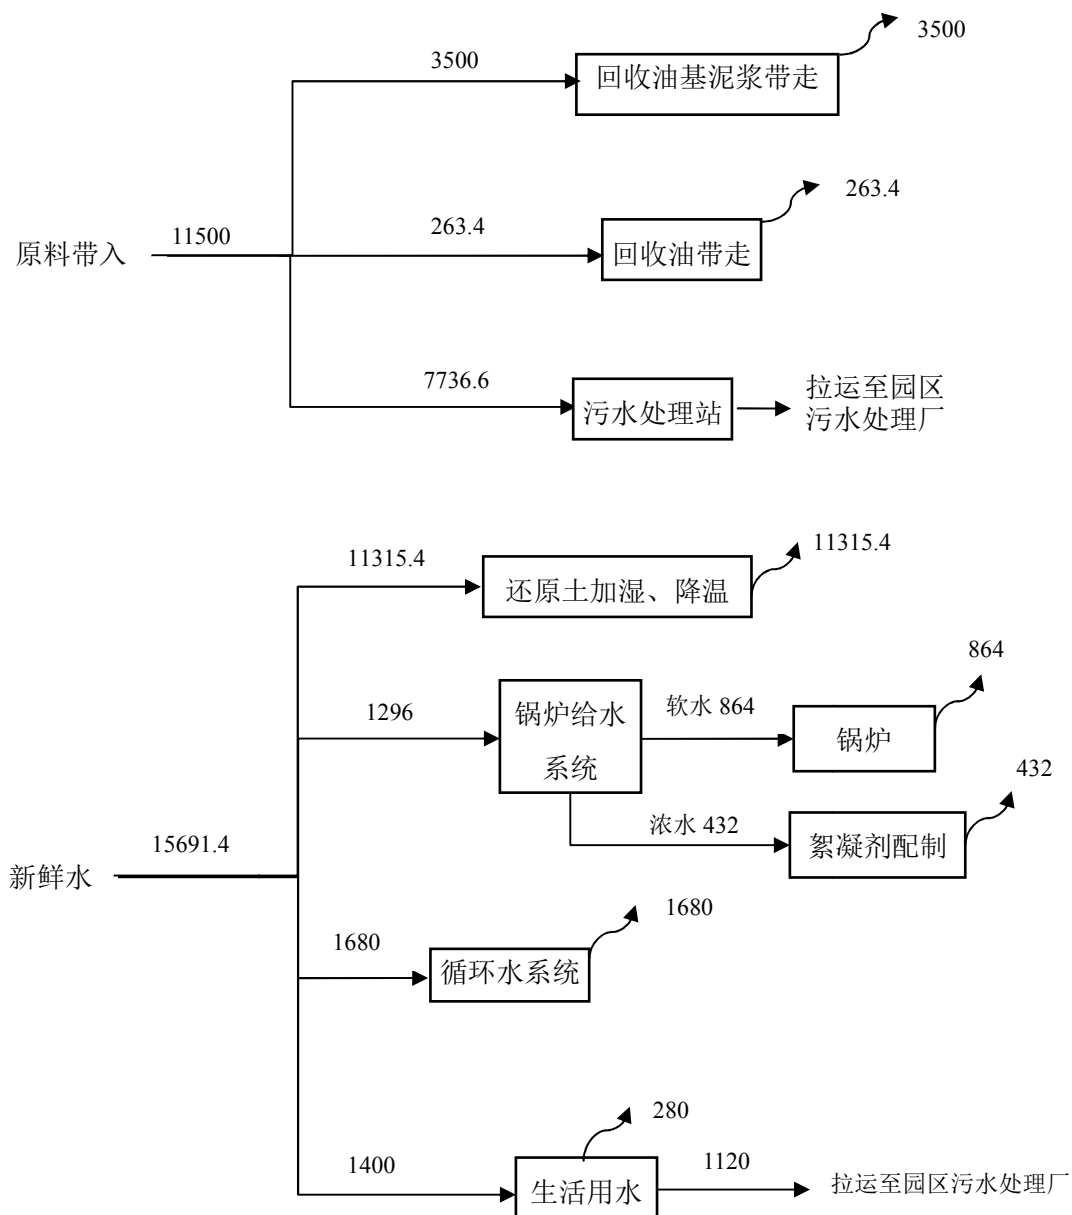 3500
3500
回收油基泥浆带走
263.4
263.4
回收油带走
原料带入
11500
7736.6
污水处理站
拉运至园区
污水处理厂
11315.4
11315.4
还原土加湿、降温
864
1296
锅炉给水
系统
软水 864
锅炉
432
浓水 432
絮凝剂配制
15691.4
新鲜水
1680
1680
循环水系统
280
1400
生活用水
1120
拉运至园区污水处理厂